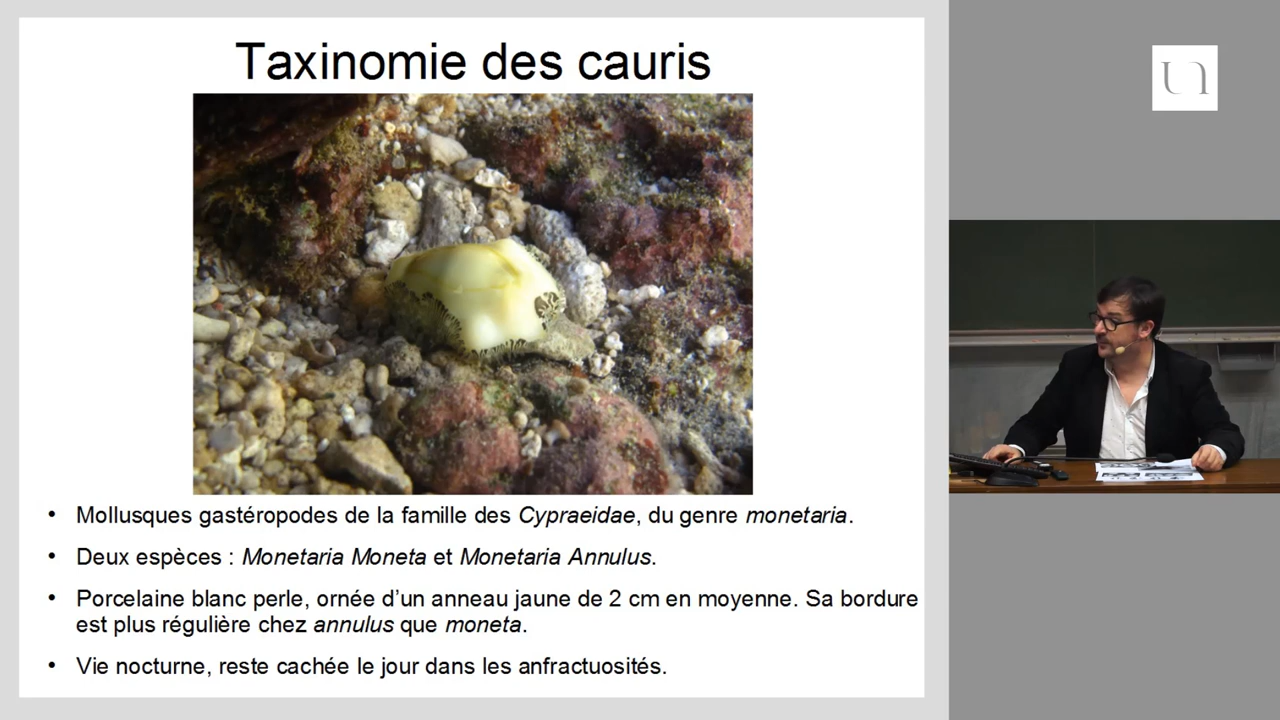 Taxinomie des cauris
• Mollusques gastéropodes de la famille des Cypraeidae, du genre monetaria.
• Deux espèces : Monetaria Moneta et Monetaria Annulus.
• Porcelaine blanc perle, ornée d’un anneau jaune de 2 cm en moyenne. Sa bordure
est plus régulière chez annulus que moneta.
• Vie nocturne, reste cachée le jour dans les anfractuosités.